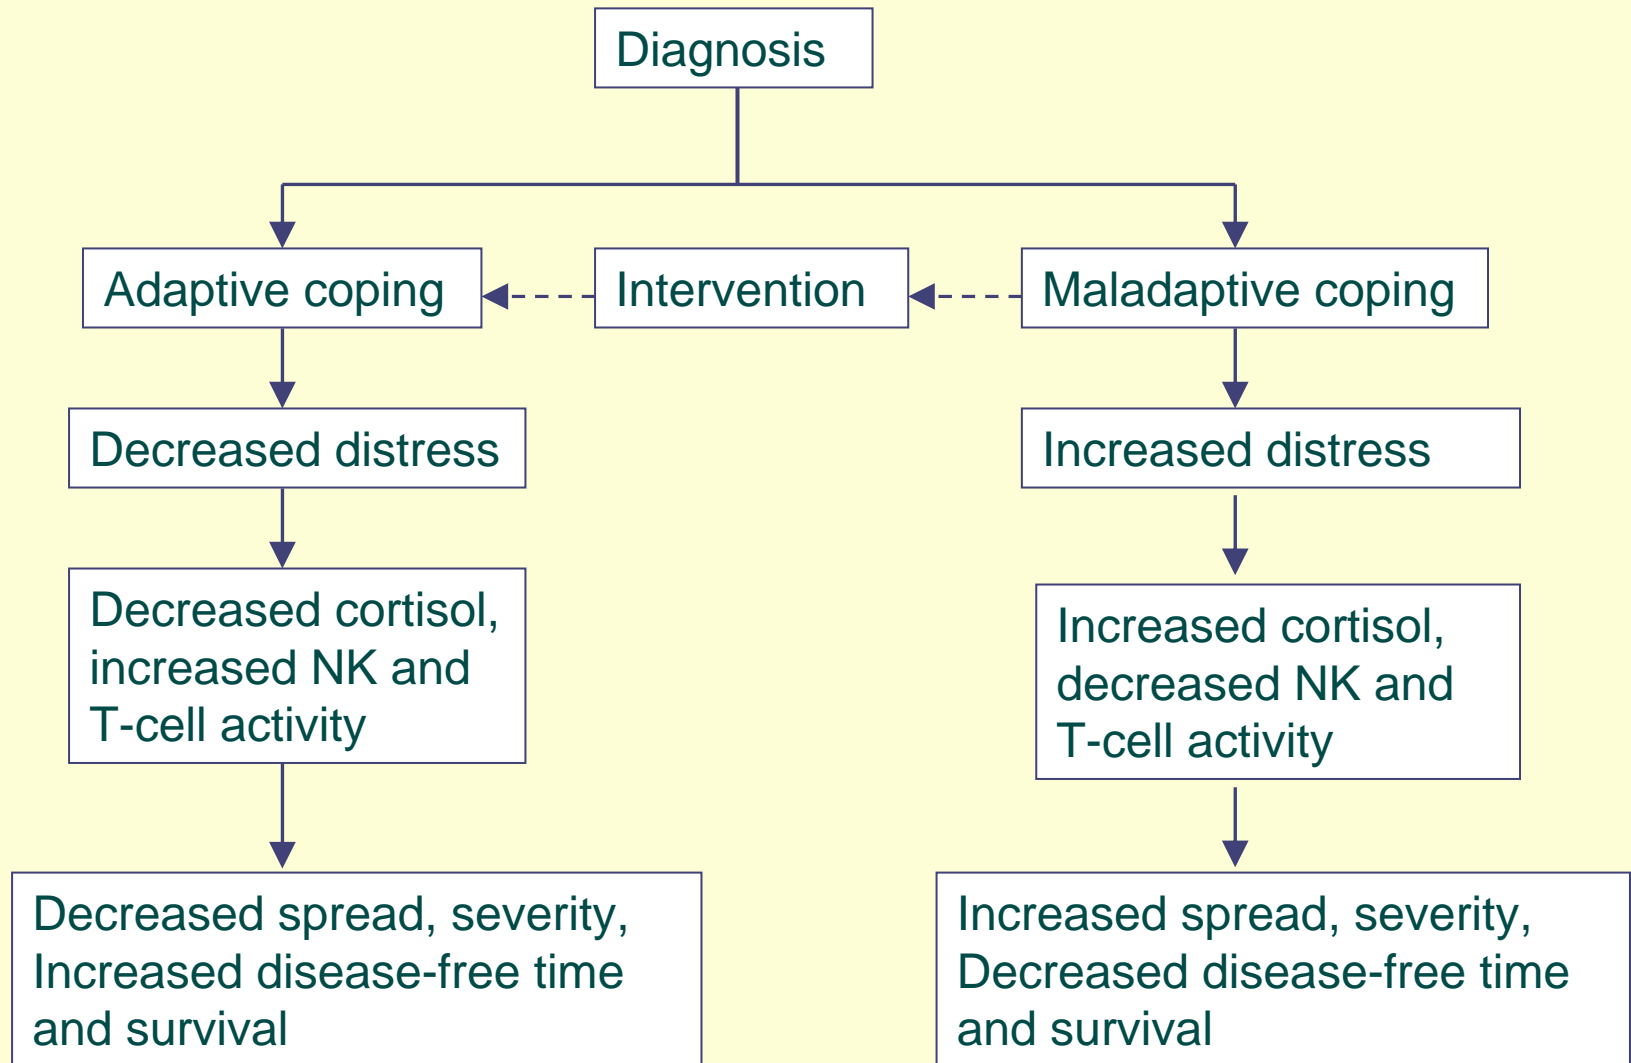 Diagnosis
Adaptive coping
Intervention
Maladaptive coping
Decreased distress
Increased distress
Decreased cortisol,
increased NK and
T-cell activity
Increased cortisol,
decreased NK and
T-cell activity
Decreased spread, severity,
Increased disease-free time
and survival
Increased spread, severity,
Decreased disease-free time
and survival